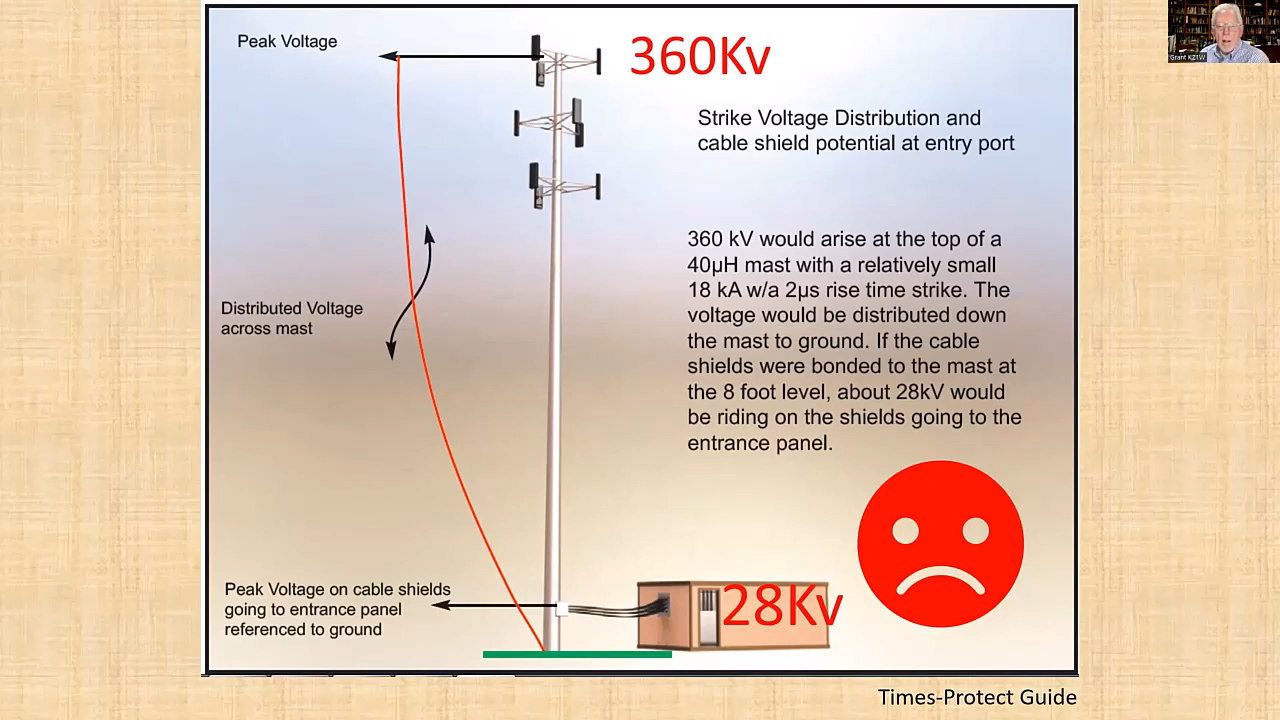 Peak Voltage
360Kv
Strike Voltage Distribution and
cable shield potential at entry port
360 kV would arise at the top of a
40µH mast with a relatively small
18 kA w/a 2µs rise time strike. The
voltage would be distributed down
the mast to ground. If the cable
shields were bonded to the mast at
the 8 foot level, about 28kV would
be riding on the shields going to the
entrance panel.
Distributed Voltage
across mast
Peak Voltage on cable shields
going to entrance panel
referenced to ground
28Kv
Times-Protect Guide
Grant KZ1W